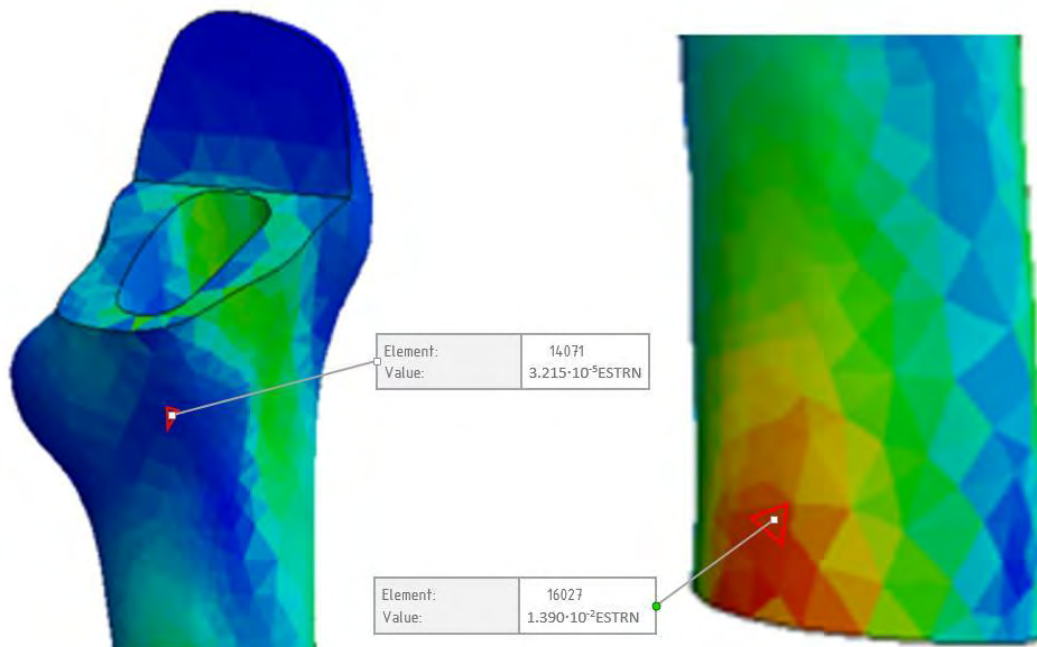 Element: 14071
Value: 3.215·10⁻⁵ESTRN
Element: 16027
Value: 1.390·10⁻²ESTRN